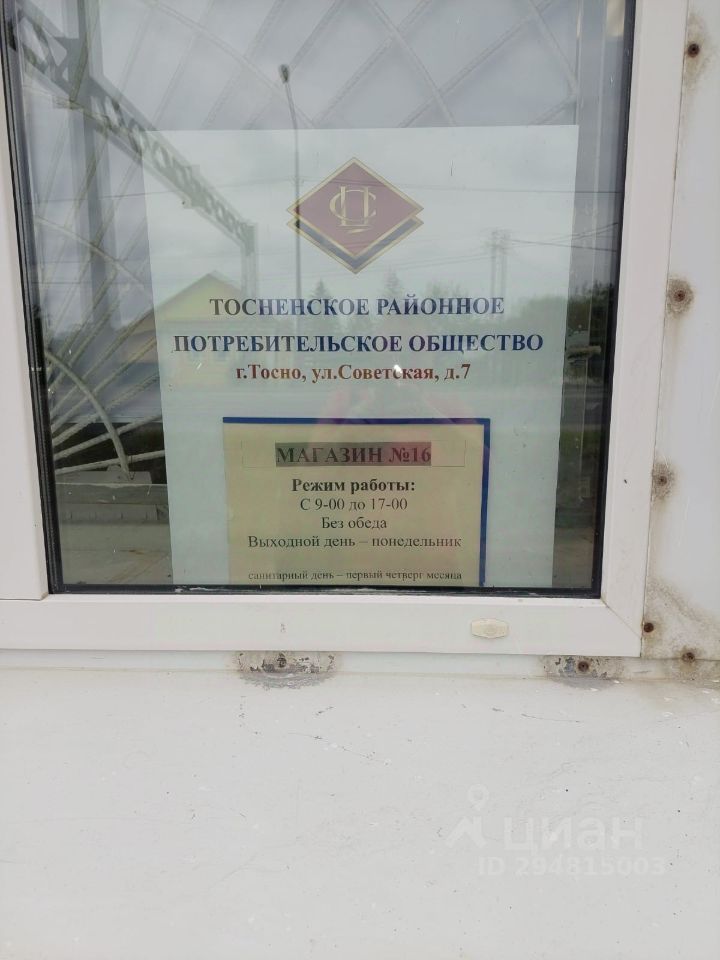 ТОСНЕНСКОЕ РАЙОННОЕ
ПОТРЕБИТЕЛЬСКОЕ ОБЩЕСТВО
г.Тосно, ул.Советская, д.7
МАГАЗИН №16
Режим работы:
С 9-00 до 17-00
Без обеда
Выходной день – понедельник
санитарный день – первый четверг месяца
циан
ID 294815003